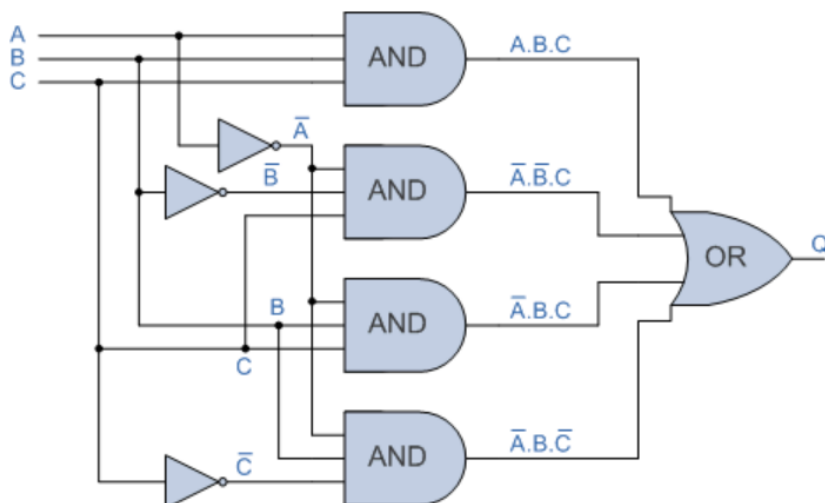 A
B
C
AND
A.B.C
A̅
B̅
AND
A̅.B̅.C
OR
Q
B
AND
A̅.B.C
C
C̅
AND
A̅.B.C̅